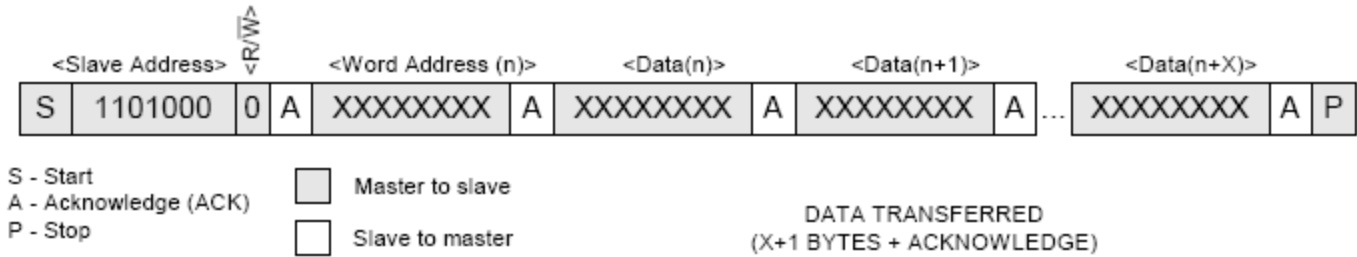 <R/W>
<Slave Address> <Word Address (n)> <Data(n)> <Data(n+1)> <Data(n+X)>
S 1101000 0 A XXXXXXXX A XXXXXXXX A XXXXXXXX A ... XXXXXXXX A P
S - Start
A - Acknowledge (ACK)
P - Stop
Master to slave
Slave to master
DATA TRANSFERRED
(X+1 BYTES + ACKNOWLEDGE)